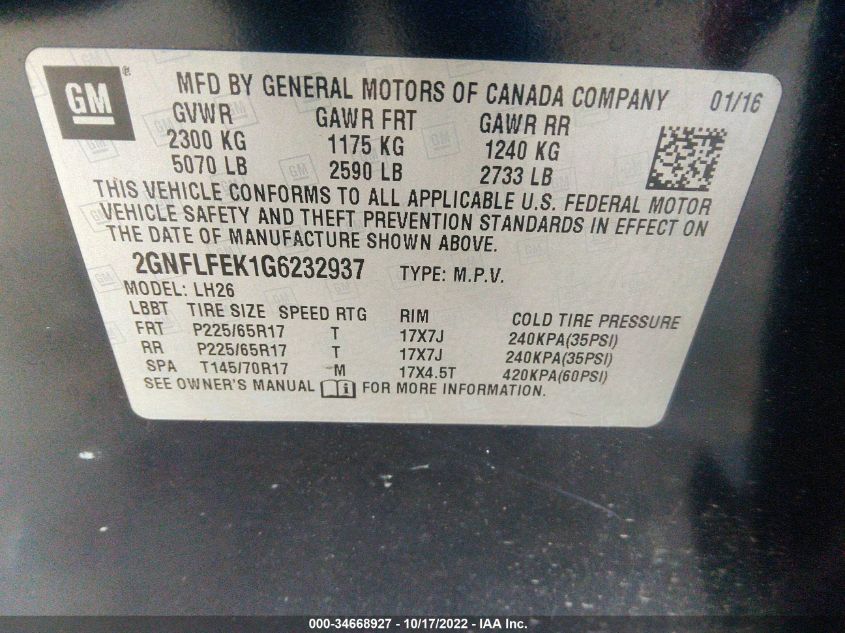 GM®
MFD BY GENERAL MOTORS OF CANADA COMPANY 01/16
GVWR GAWR FRT GAWR RR
2300 KG 1175 KG 1240 KG
5070 LB 2590 LB 2733 LB
THIS VEHICLE CONFORMS TO ALL APPLICABLE U.S. FEDERAL MOTOR
VEHICLE SAFETY AND THEFT PREVENTION STANDARDS IN EFFECT ON
THE DATE OF MANUFACTURE SHOWN ABOVE.
2GNFLFEK1G6232937 TYPE: M.P.V.
MODEL: LH26
LBBT TIRE SIZE SPEED RTG RIM COLD TIRE PRESSURE
FRT P225/65R17 T 17X7J 240KPA(35PSI)
RR P225/65R17 T 17X7J 240KPA(35PSI)
SPA T145/70R17 M 17X4.5T 420KPA(60PSI)
SEE OWNER'S MANUAL FOR MORE INFORMATION.
000-34668927 - 10/17/2022 - IAA Inc.